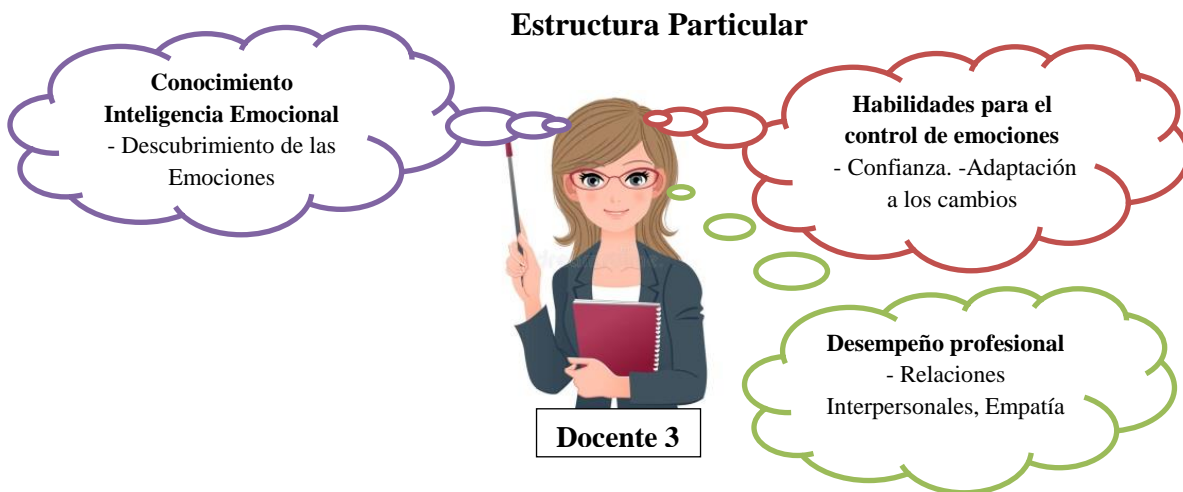 Estructura Particular
Conocimiento
Inteligencia Emocional
- Descubrimiento de las
Emociones
Habilidades para el
control de emociones
- Confianza. -Adaptación
a los cambios
Desempeño profesional
- Relaciones
Interpersonales, Empatía
Docente 3